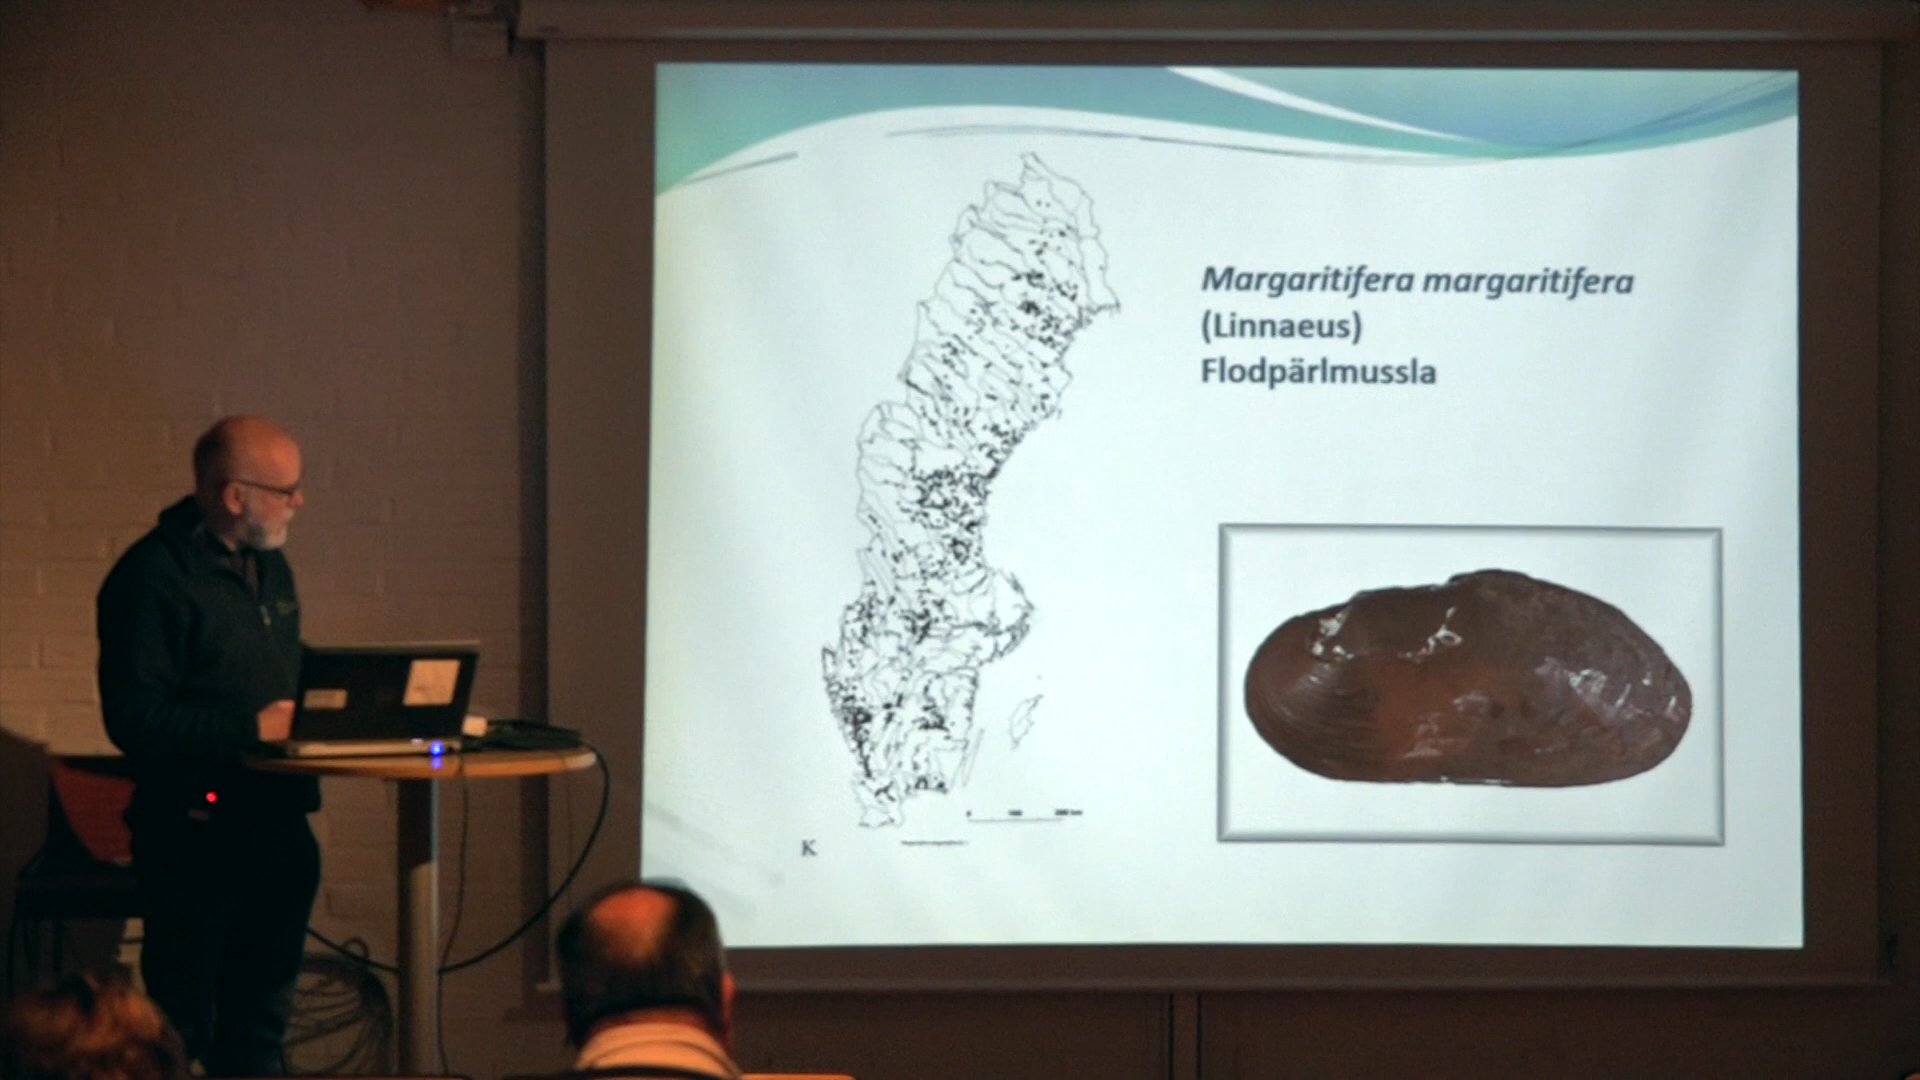 Margaritifera margaritifera
(Linnaeus)
Flodpärlmussla
K